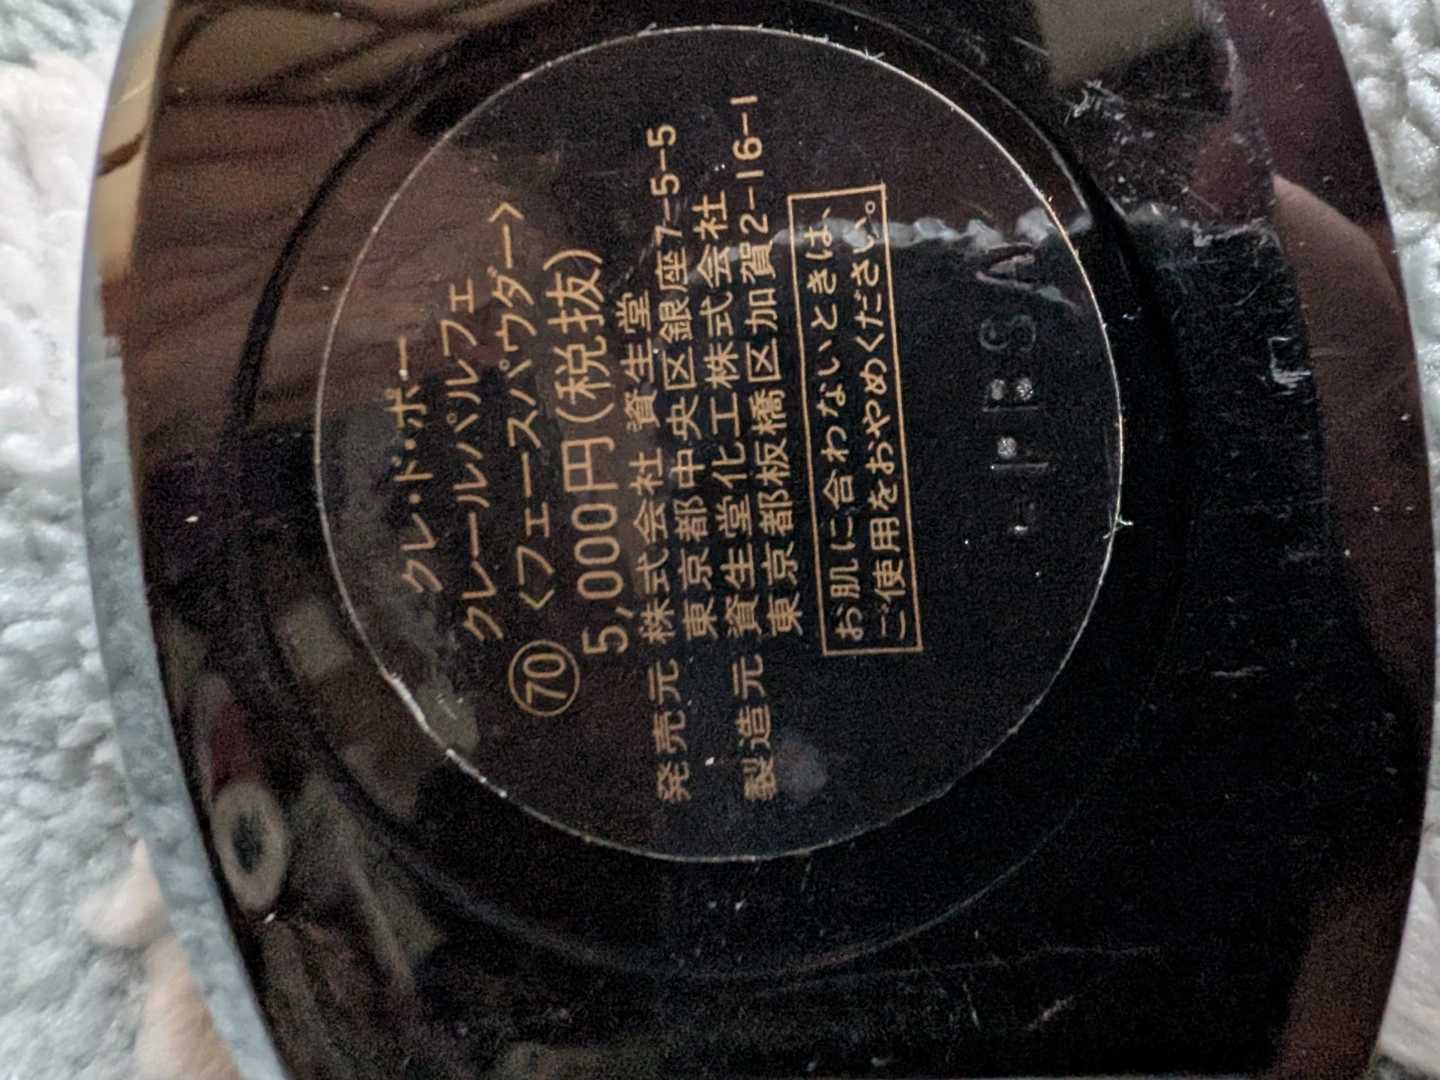 クレ・ド・ポー
クレールパルフェ
<フェースパウダー>
70
5,000円(税抜)
発売元 株式会社 資生堂
東京都中央区銀座7-5-5
製造元 資生堂化工株式会社
東京都板橋区加賀2-16-1
お肌に合わないときは、
ご使用をおやめください。